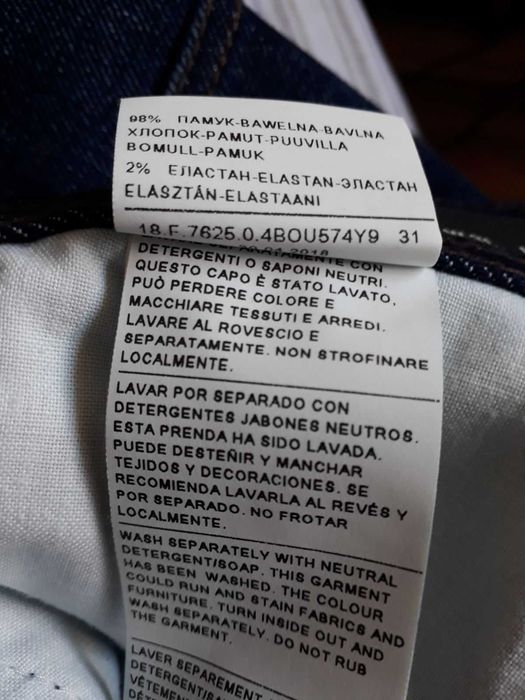 98% ПАМУК-BAWEŁNA-BAVLNA
ХЛОПОК-PAMUT-PUUVILLA
BOMULL-PAMUK
2% ЕЛАСТАН-ELASTAN-ЭЛАСТАН
ELASZTÁN-ELASTAANI
18.F.7625.0.4BOU574Y9 31
DETERGENTI O SAPONI NEUTRI.
QUESTO CAPO È STATO LAVATO,
PUÒ PERDERE COLORE E
MACCHIARE TESSUTI E ARREDI.
LAVARE AL ROVESCIO E
SEPARATAMENTE. NON STROFINARE
LOCALMENTE.
LAVAR POR SEPARADO CON
DETERGENTES JABONES NEUTROS.
ESTA PRENDA HA SIDO LAVADA.
PUEDE DESTEÑIR Y MANCHAR
TEJIDOS Y DECORACIONES. SE
RECOMIENDA LAVARLA AL REVÉS Y
POR SEPARADO. NO FROTAR
LOCALMENTE.
WASH SEPARATELY WITH NEUTRAL
DETERGENT/SOAP. THIS GARMENT
HAS BEEN WASHED. THE COLOUR
COULD RUN AND STAIN FABRICS AND
FURNITURE. TURN INSIDE OUT AND
WASH SEPARATELY. DO NOT RUB
THE GARMENT.
LAVER SEPAREMENT
DETERGENT/SA
VÊTEMEN